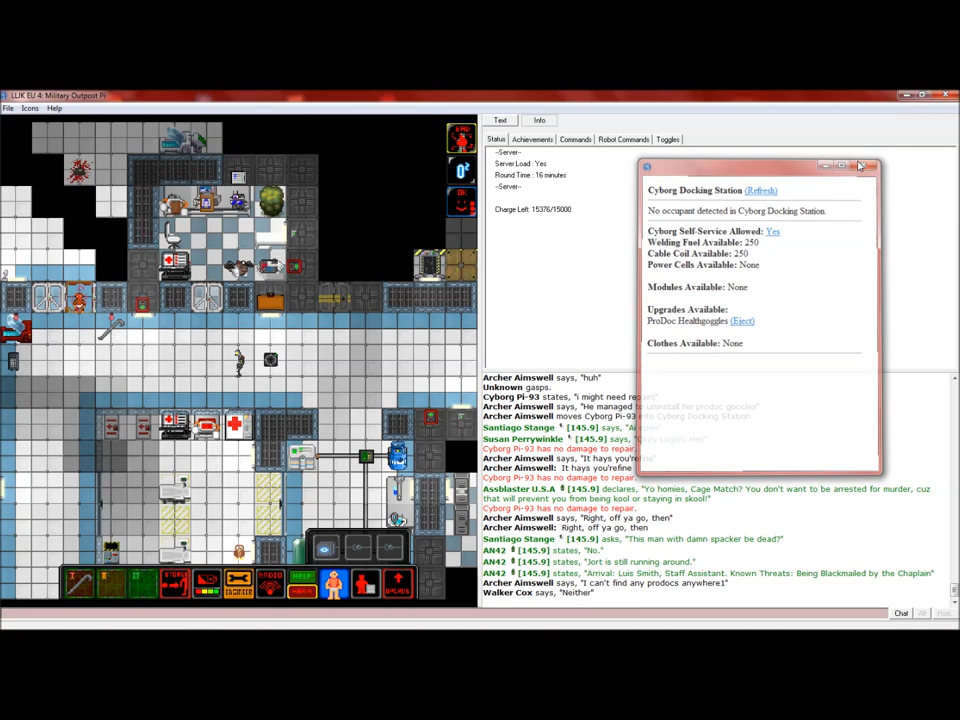 LLJK EU 4: Military Outpost Pi
File Icons Help
Text Info
Status Achievements Commands Robot Commands Toggles
--Server--
Server Load : Yes
Round Time : 16 minutes
--Server--
Charge Left: 15376/15000
Cyborg Docking Station (Refresh)
No occupant detected in Cyborg Docking Station.
Cyborg Self-Service Allowed: Yes
Welding Fuel Available: 250
Cable Coil Available: 250
Power Cells Available: None
Modules Available: None
Upgrades Available:
ProDoc Healthgoggles (Eject)
Clothes Available: None
Archer Aimswell says, "huh"
Unknown gasps.
Cyborg Pi-93 states, "i might need repairs"
Archer Aimswell says, "He managed to uninstall his prodoc goggles"
Archer Aimswell moves Cyborg Pi-93 into Cyborg Docking Station.
Santiago Stange [145.9] says,
Susan Perrywinkle [145.9] says,
Cyborg Pi-93 has no damage to repair.
Archer Aimswell says, "It hays you'refine
Archer Aimswell: It hays you'refine
Cyborg Pi-93 has no damage to repair.
Assblaster U.S.A [145.9] declares, "Yo homies, Cage Match? You don't want to be arrested for murder, cuz
that will prevent you from being kool or staying in skool!"
Cyborg Pi-93 has no damage to repair.
Archer Aimswell says, "Right, off ya go, then"
Archer Aimswell: Right, off ya go, then
Santiago Stange [145.9] asks, "This man with damn spacker be dead?"
AN42 [145.9] states, "No."
AN42 [145.9] states, "Jort is still running around."
AN42 [145.9] states, "Arrival: Luis Smith, Staff Assistant. Known Threats: Being Blackmailed by the Chaplain"
Archer Aimswell says, "I can't find any prodocs anywhere1"
Walker Cox says, "Neither"
Chat